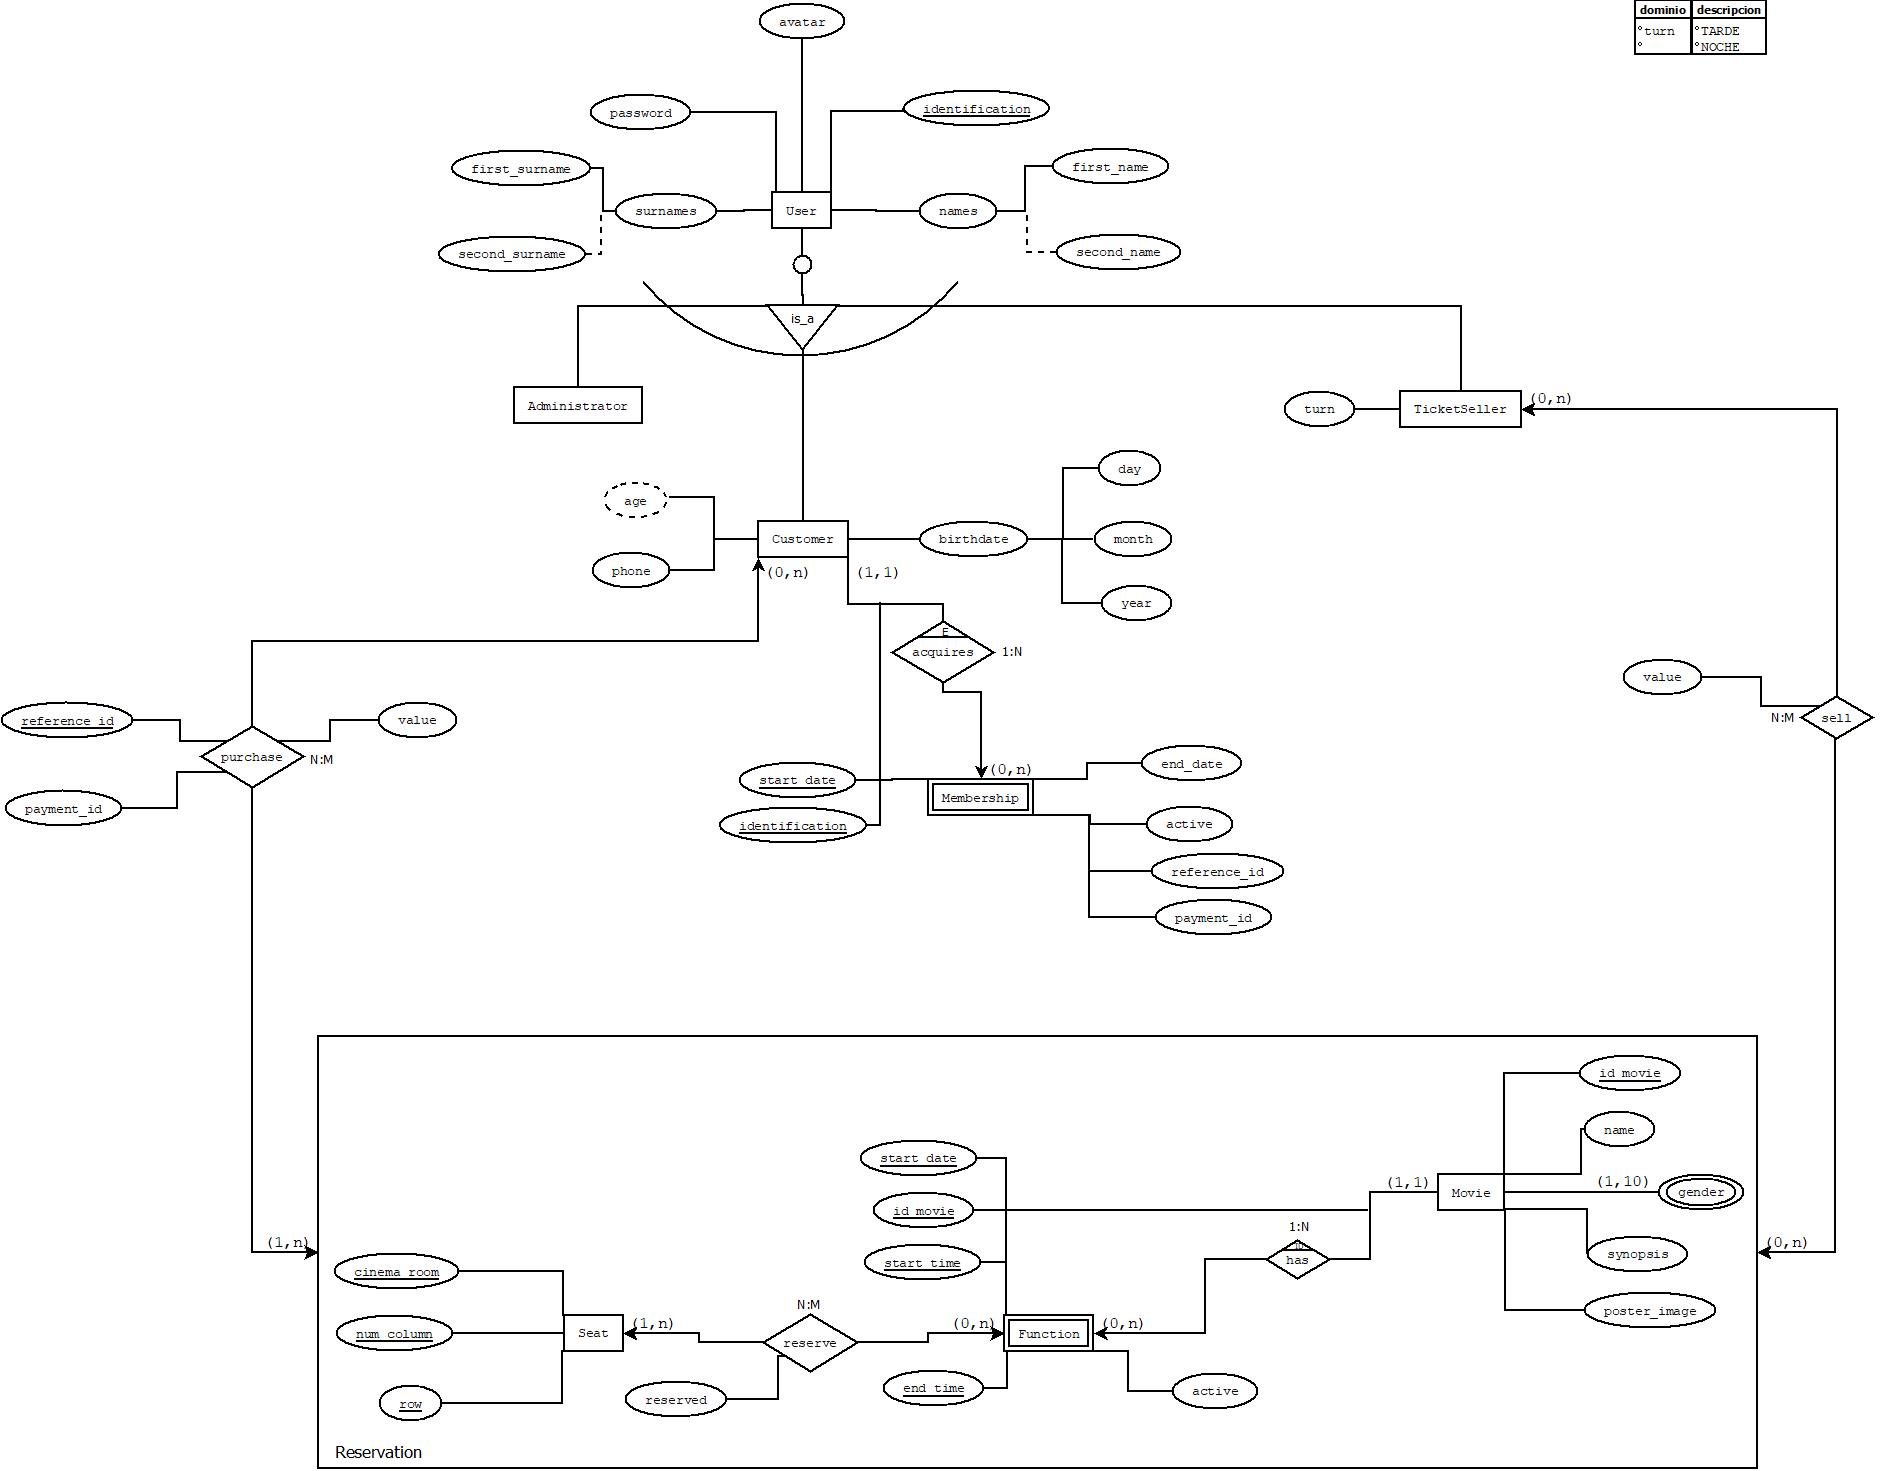 avatar
dominio descripcion
°turn °TARDE
° °NOCHE
password
identification
first_surname
first_name
surnames
User
names
second_surname
second_name
is_a
Administrator
turn
TicketSeller
(0,n)
day
age
Customer
birthdate
month
phone
(0,n)
(1,1)
year
E
acquires
1:N
value
reference_id
value
N:M
sell
purchase
N:M
payment_id
start_date
(0,n)
end_date
Membership
identification
active
reference_id
payment_id
id_movie
name
start_date
(1,1)
Movie
(1,10)
gender
id_movie
1:N
(1,n)
has
synopsis
(0,n)
cinema_room
start_time
N:M
poster_image
num_column
Seat
(1,n)
reserve
(0,n)
Function
(0,n)
row
reserved
end_time
active
Reservation